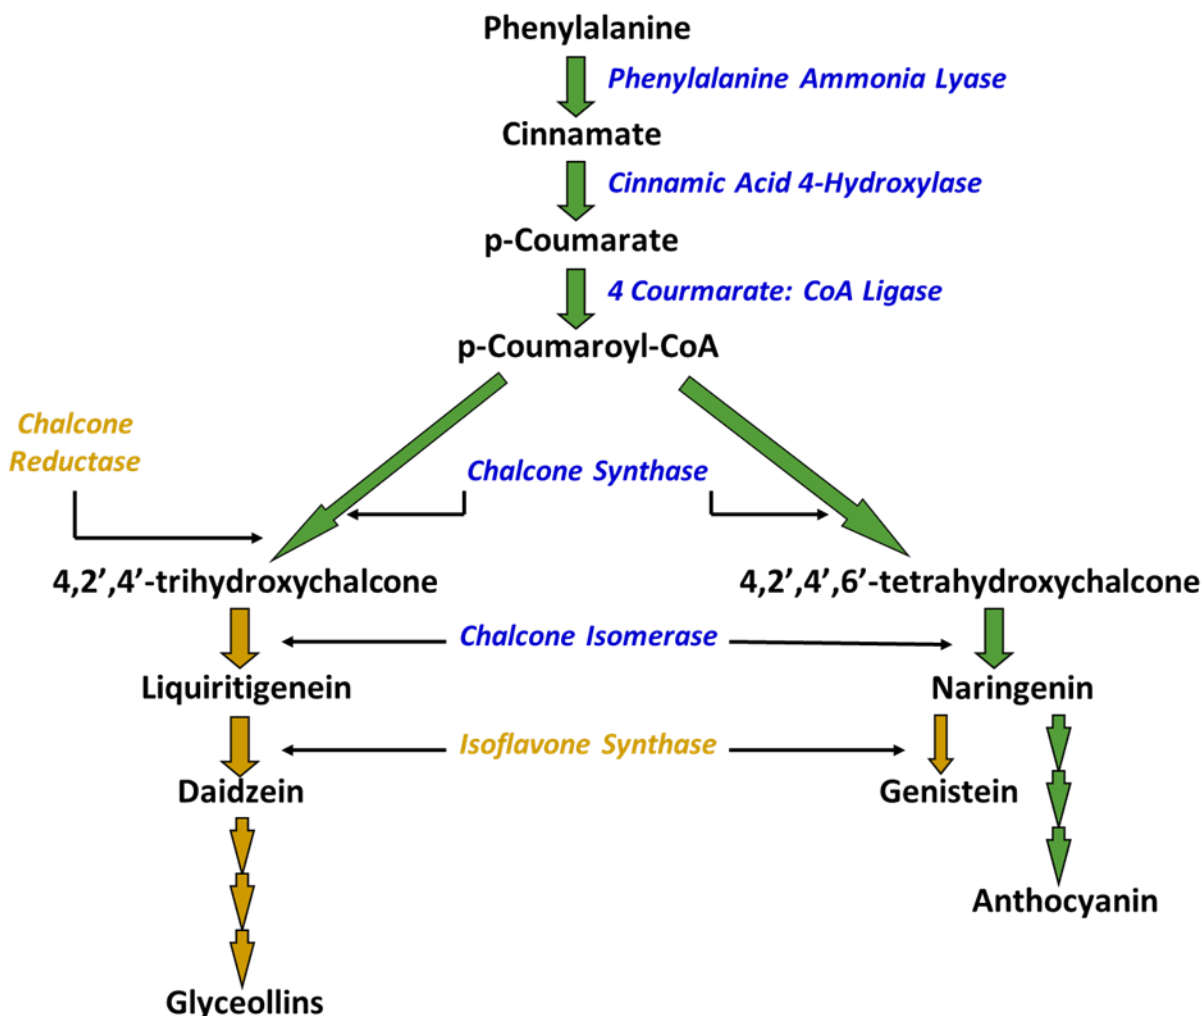 Phenylalanine
Phenylalanine Ammonia Lyase
Cinnamate
Cinnamic Acid 4-Hydroxylase
p-Coumarate
4 Courmarate: CoA Ligase
p-Coumaroyl-CoA
Chalcone
Reductase
Chalcone Synthase
4,2’,4’-trihydroxychalcone
4,2’,4’,6’-tetrahydroxychalcone
Chalcone Isomerase
Liquiritigenein
Naringenin
Isoflavone Synthase
Daidzein
Genistein
Anthocyanin
Glyceollins